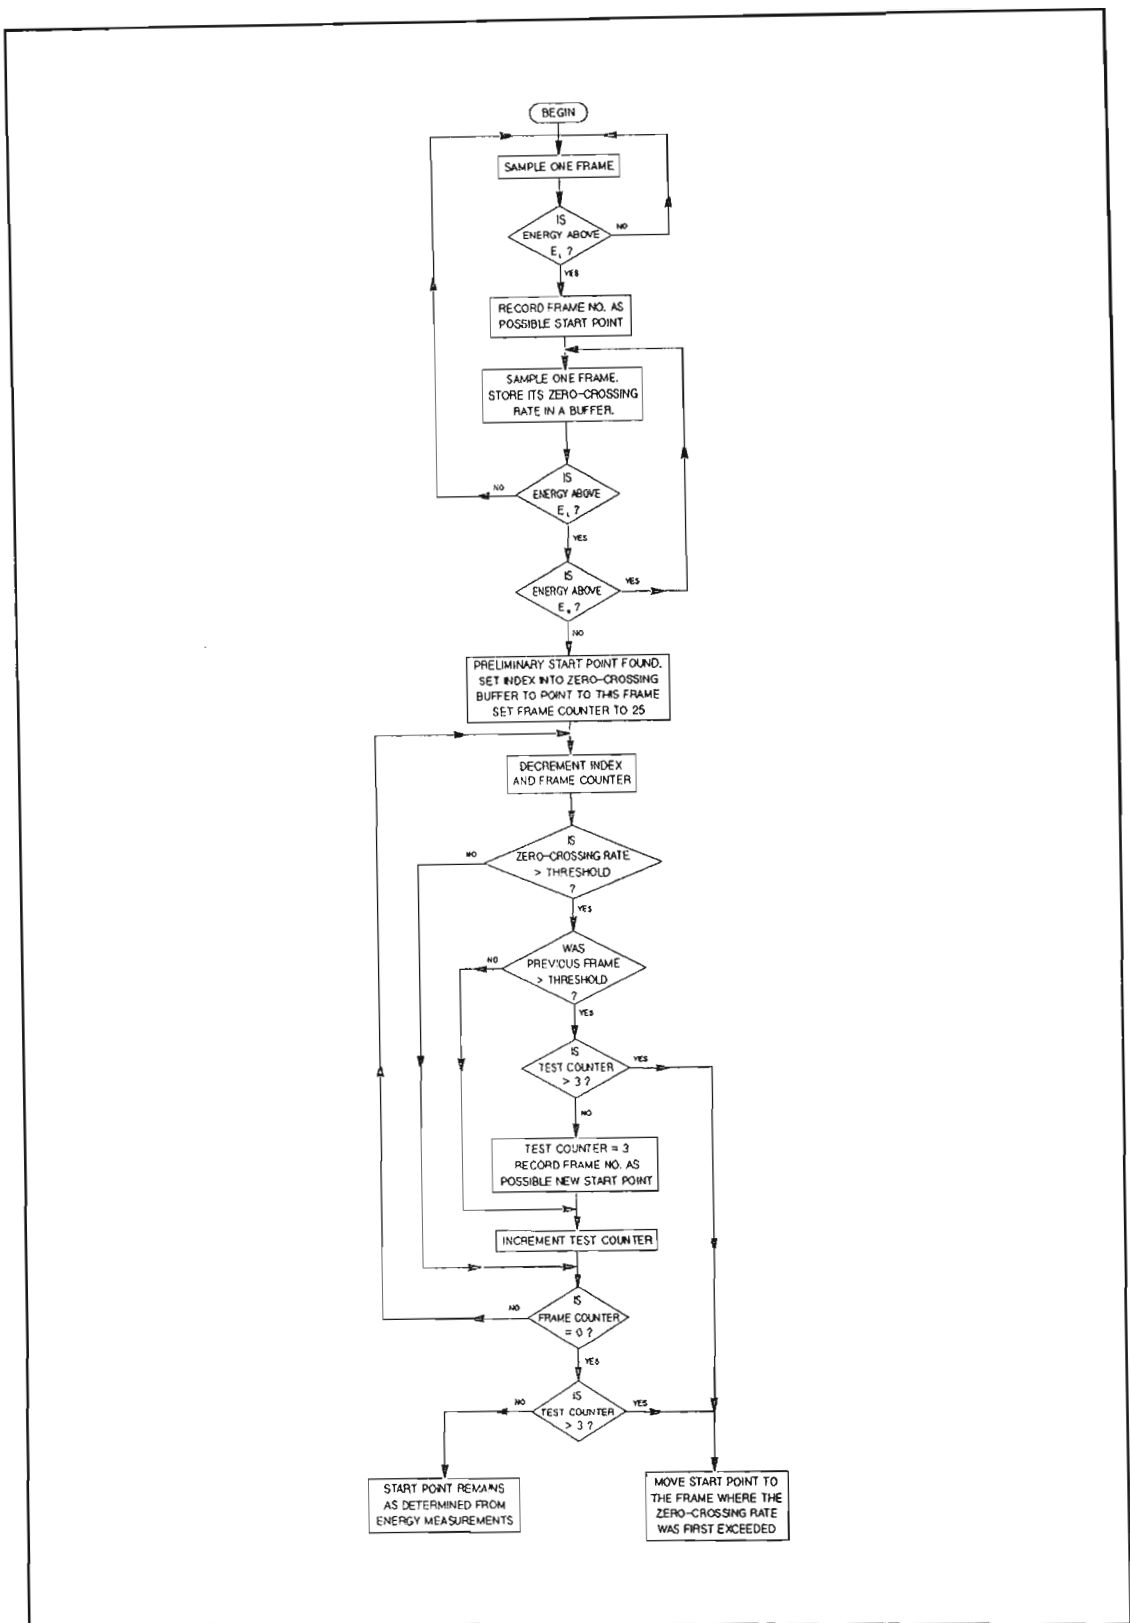 BEGIN
SAMPLE ONE FRAME
IS
ENERGY ABOVE
E ?
NO
YES
RECORD FRAME NO. AS
POSSIBLE START POINT
SAMPLE ONE FRAME.
STORE ITS ZERO-CROSSING
RATE IN A BUFFER.
IS
ENERGY ABOVE
E ?
NO
YES
IS
ENERGY ABOVE
E ?
YES
NO
PRELIMINARY START POINT FOUND.
SET INDEX INTO ZERO-CROSSING
BUFFER TO POINT TO THIS FRAME
SET FRAME COUNTER TO 25
DECREMENT INDEX
AND FRAME COUNTER
IS
ZERO-CROSSING RATE
> THRESHOLD
?
NO
YES
WAS
PREVIOUS FRAME
> THRESHOLD
?
NO
YES
IS
TEST COUNTER
> 3 ?
YES
NO
TEST COUNTER = 3
RECORD FRAME NO. AS
POSSIBLE NEW START POINT
INCREMENT TEST COUNTER
IS
FRAME COUNTER
= 0 ?
NO
YES
IS
TEST COUNTER
> 3 ?
NO
YES
START POINT REMAINS
AS DETERMINED FROM
ENERGY MEASUREMENTS
MOVE START POINT TO
THE FRAME WHERE THE
ZERO-CROSSING RATE
WAS FIRST EXCEEDED